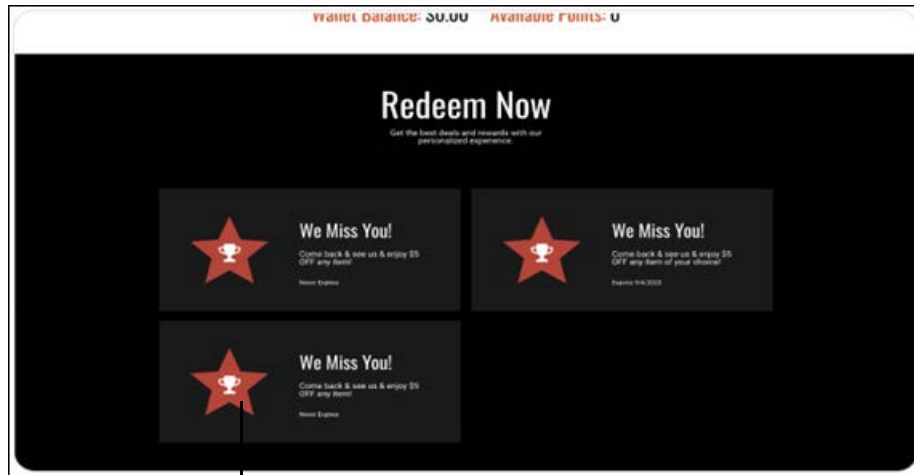 Wallet Balance: $0.00 Available Points: 0
Redeem Now
Get the best deals and rewards with our
personalized experience.
We Miss You!
Come back & see us & enjoy $5
OFF any item!
Never Expires
We Miss You!
Come back & see us & enjoy $5
OFF any item of your choice!
Expires 9/4/2025
We Miss You!
Come back & see us & enjoy $5
OFF any item!
Never Expires